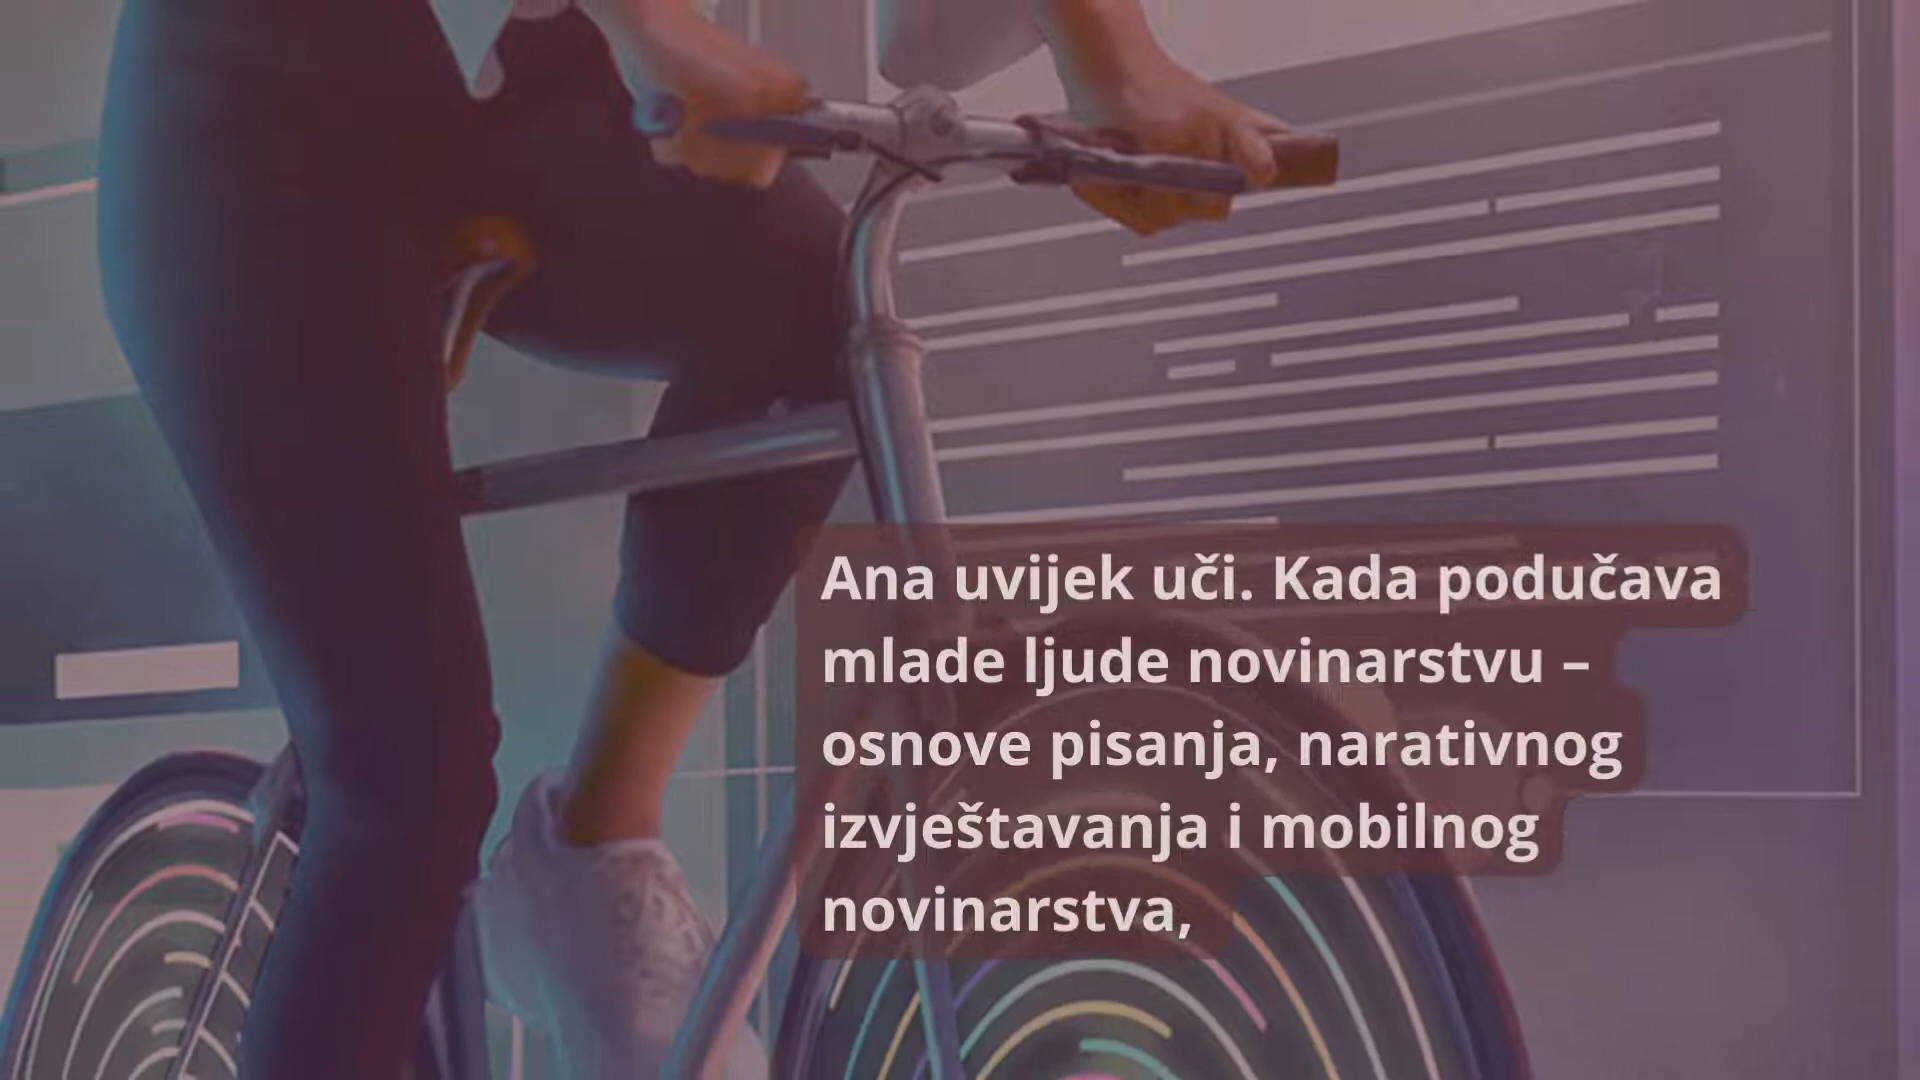 Ana uvijek uči. Kada podučava
mlade ljude novinarstvu –
osnove pisanja, narativnog
izvještavanja i mobilnog
novinarstva,